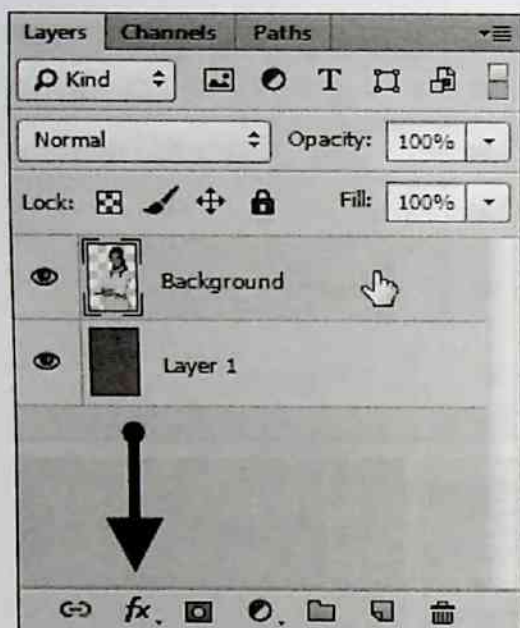 Layers Channels Paths
Kind T
Normal Opacity: 100%
Lock: Fill: 100%
Background
Layer 1
fx.